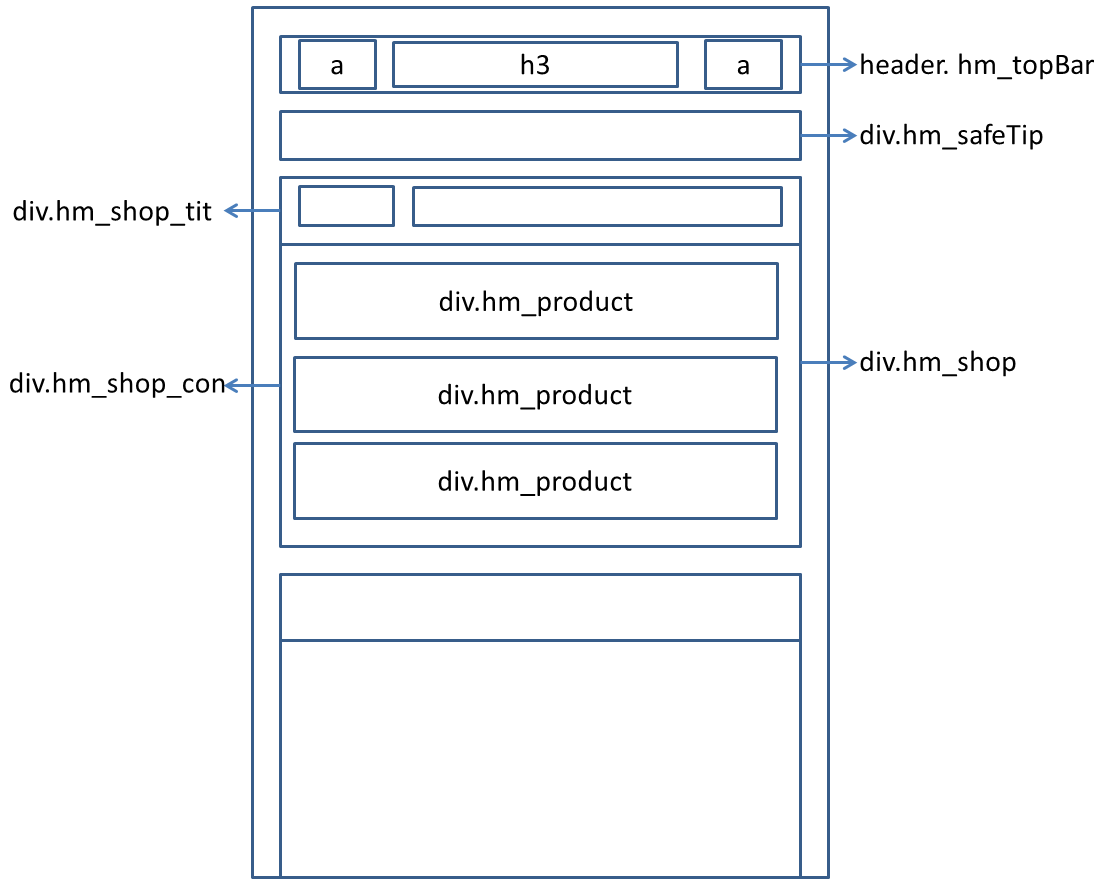 a
h3
a
header. hm_topBar
div.hm_safeTip
div.hm_shop_tit
div.hm_product
div.hm_shop
div.hm_shop_con
div.hm_product
div.hm_product